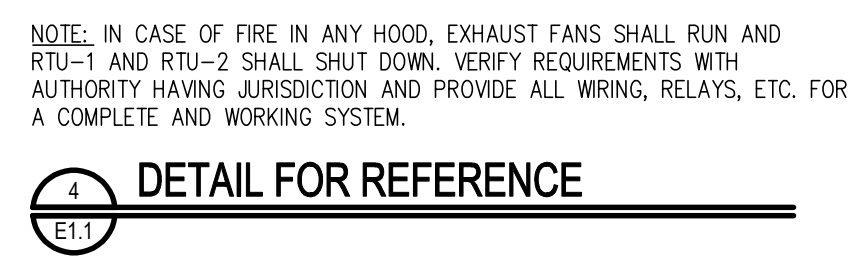 NOTE: IN CASE OF FIRE IN ANY HOOD, EXHAUST FANS SHALL RUN AND
RTU-1 AND RTU-2 SHALL SHUT DOWN. VERIFY REQUIREMENTS WITH
AUTHORITY HAVING JURISDICTION AND PROVIDE ALL WIRING, RELAYS, ETC. FOR
A COMPLETE AND WORKING SYSTEM.
4 DETAIL FOR REFERENCE
E1.1